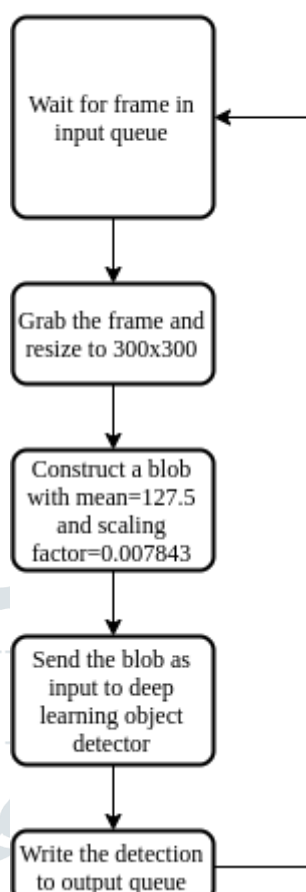 Wait for frame in
input queue
Grab the frame and
resize to 300x300
Construct a blob
with mean=127.5
and scaling
factor=0.007843
Send the blob as
input to deep
learning object
detector
Write the detection
to output queue